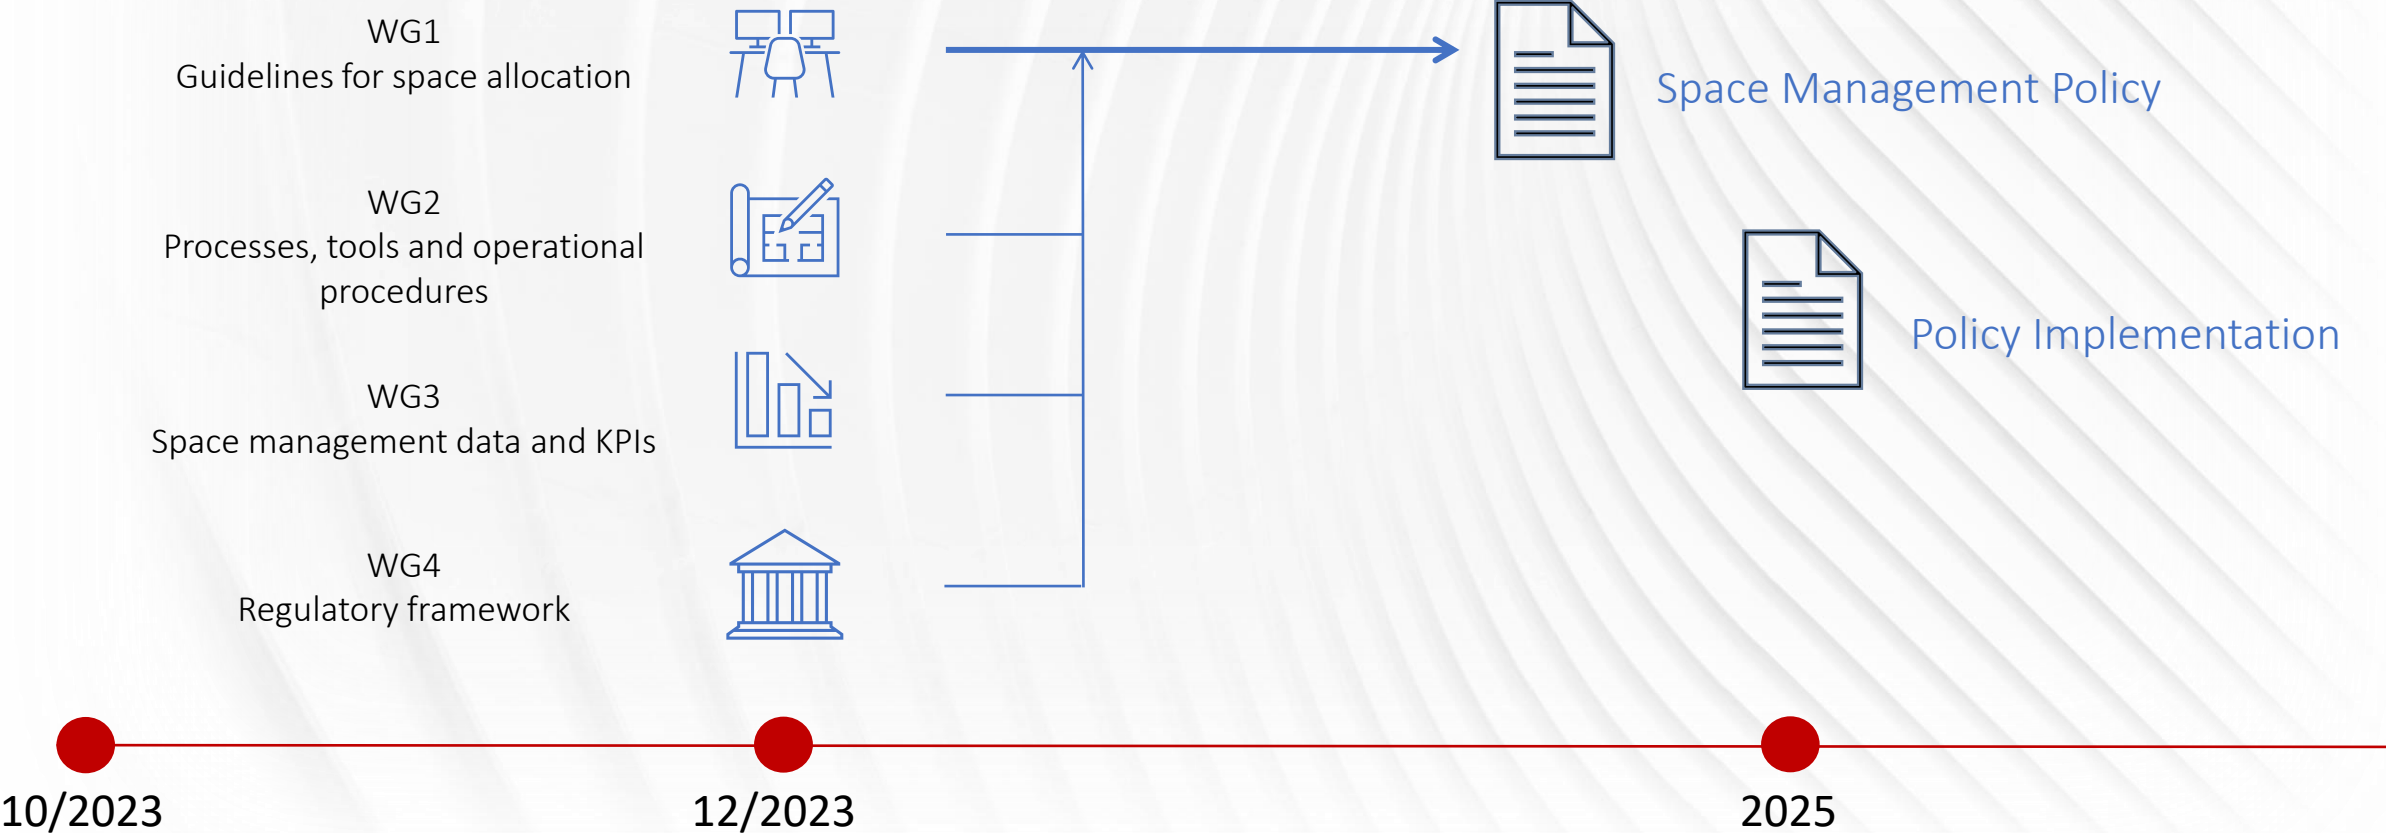 WG1
Guidelines for space allocation
Space Management Policy
WG2
Processes, tools and operational
procedures
Policy Implementation
WG3
Space management data and KPIs
WG4
Regulatory framework
10/2023
12/2023
2025